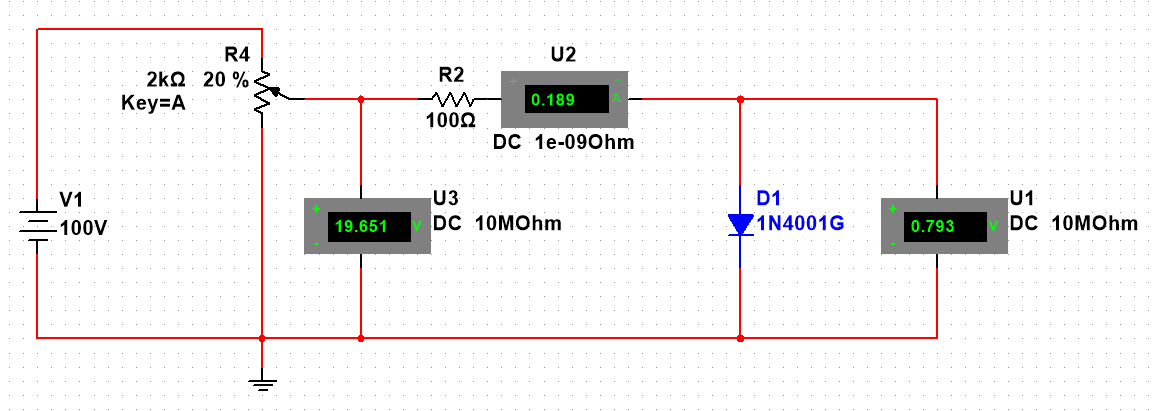 R4
2kΩ 20 %
Key=A
R2
100Ω
U2
+ -
0.189 A
DC 1e-09Ohm
V1
100V
U3
+
19.651 V
-
DC 10MOhm
D1
1N4001G
U1
+
0.793 V
-
DC 10MOhm